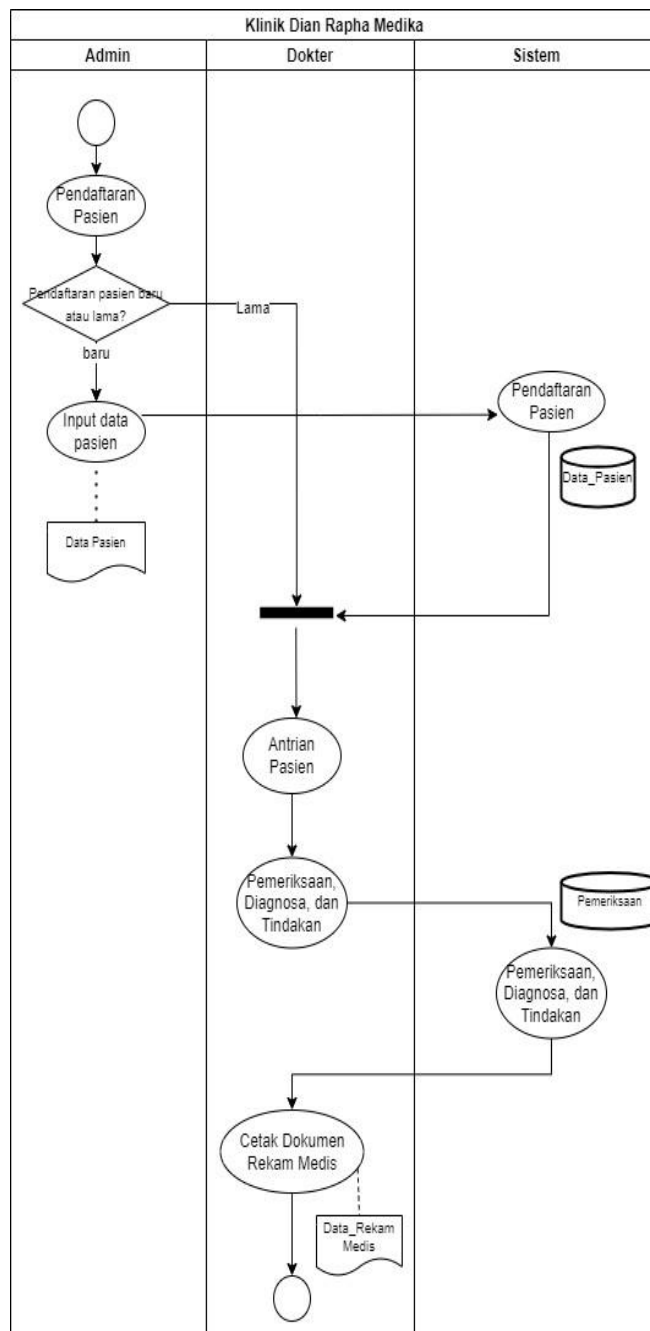 Klinik Dian Rapha Medika
Admin
Dokter
Sistem
Pendaftaran
Pasien
Pendaftaran pasien baru
atau lama?
Lama
baru
Input data
pasien
Pendaftaran
Pasien
Data_Pasien
Data Pasien
Antrian
Pasien
Pemeriksaan,
Diagnosa, dan
Tindakan
Pemeriksaan
Pemeriksaan,
Diagnosa, dan
Tindakan
Cetak Dokumen
Rekam Medis
Data_Rekam
Medis